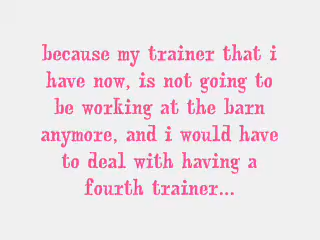 because my trainer that i
have now, is not going to
be working at the barn
anymore, and i would have
to deal with having a
fourth trainer...